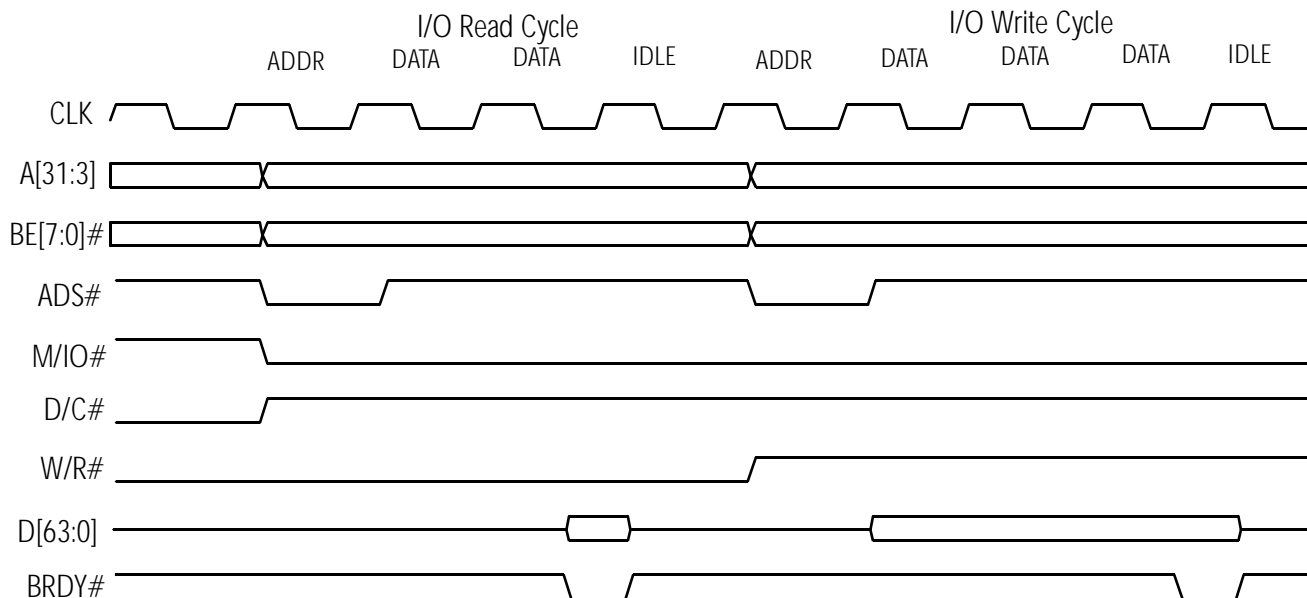 I/O Read Cycle I/O Write Cycle
ADDR DATA DATA IDLE ADDR DATA DATA DATA IDLE
CLK
A[31:3]
BE[7:0]#
ADS#
M/IO#
D/C#
W/R#
D[63:0]
BRDY#